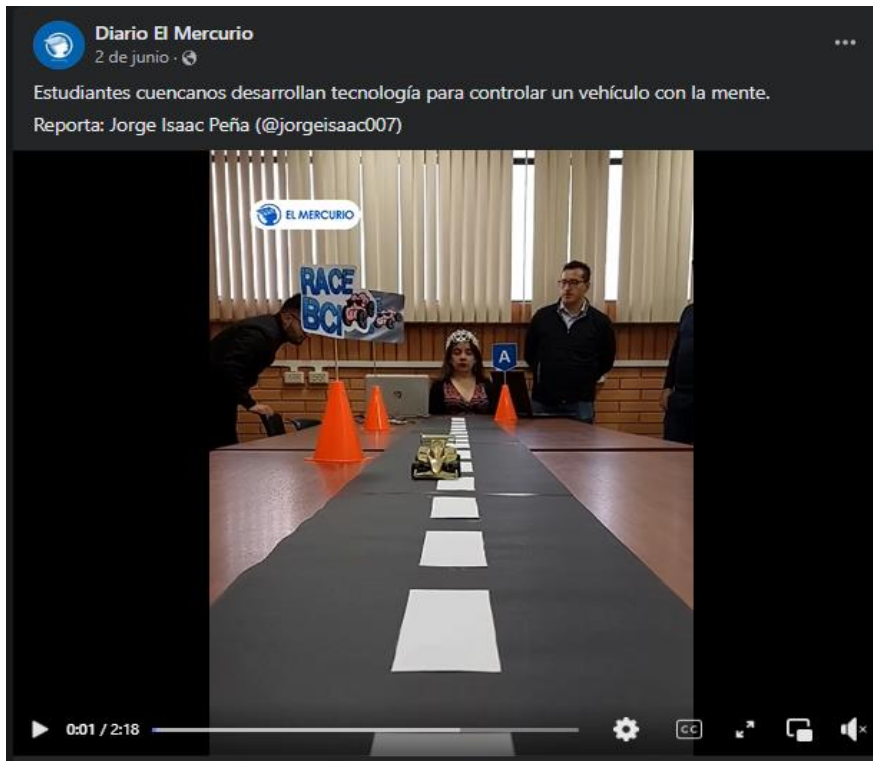 Diario El Mercurio
2 de junio ·
Estudiantes cuencanos desarrollan tecnología para controlar un vehículo con la mente.
Reporta: Jorge Isaac Peña (@jorgeisaac007)
EL MERCURIO
RACE
BCI
A
0:01 / 2:18
CC